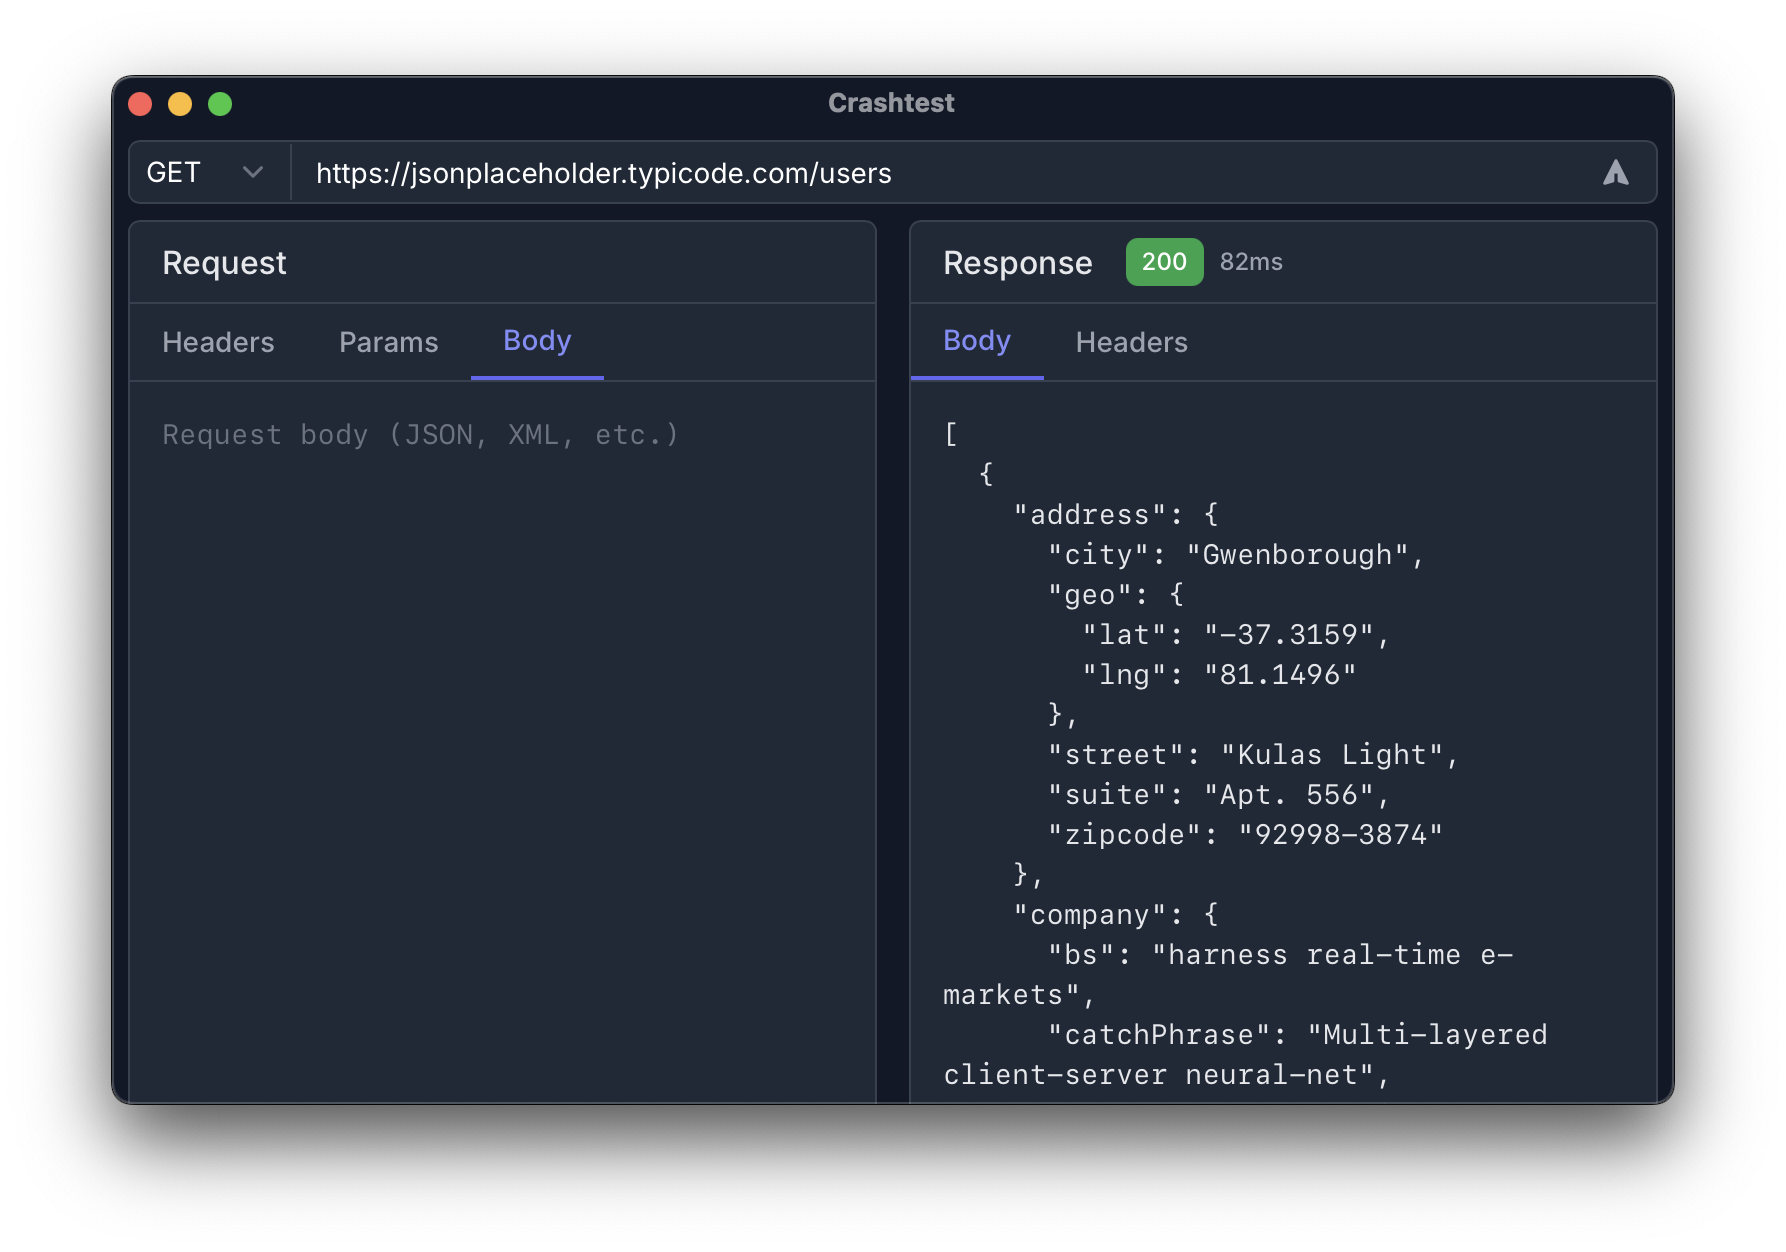 Crashtest
GET
https://jsonplaceholder.typicode.com/users
Request
Headers Params Body
Request body (JSON, XML, etc.)
Response 200 82ms
Body Headers
[
  {
    "address": {
      "city": "Gwenborough",
      "geo": {
        "lat": "-37.3159",
        "lng": "81.1496"
      },
      "street": "Kulas Light",
      "suite": "Apt. 556",
      "zipcode": "92998-3874"
    },
    "company": {
      "bs": "harness real-time e-
markets",
      "catchPhrase": "Multi-layered
client-server neural-net",